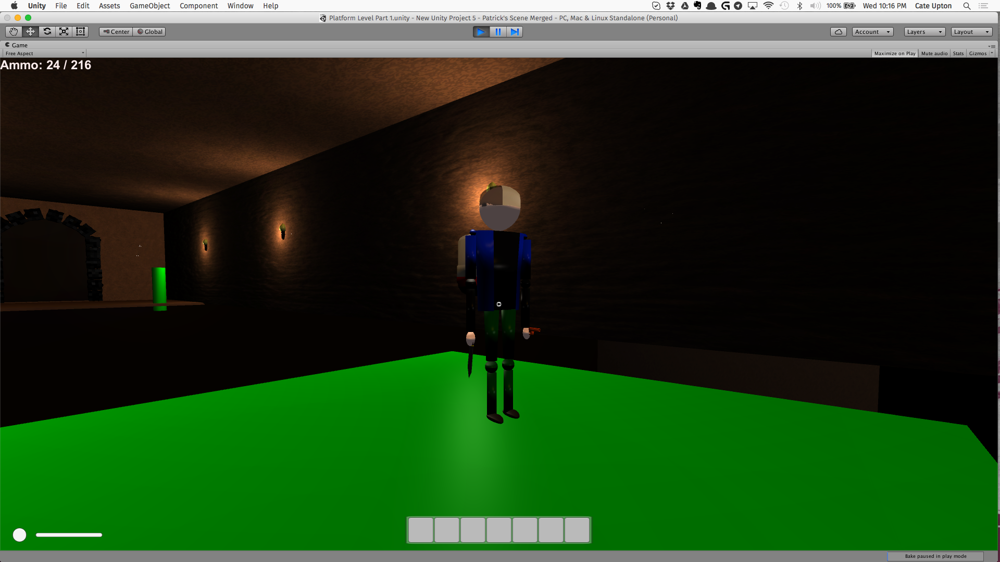 Unity File Edit Assets GameObject Component Window Help 100% Wed 10:16 PM Cate Upton
Platform Level Part 1.unity - New Unity Project 5 - Patrick's Scene Merged - PC, Mac & Linux Standalone (Personal)
Center Global Account Layers Layout
Game
Free Aspect Maximize on Play Mute audio Stats Gizmos
Ammo: 24 / 216
Bake paused in play mode